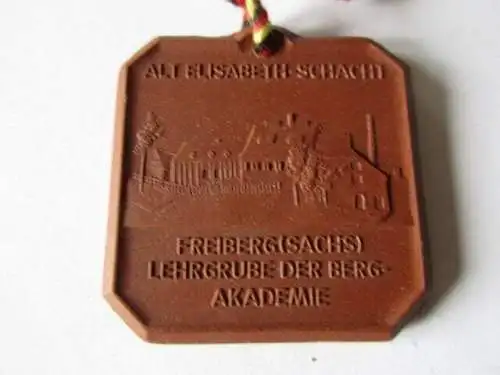 ALT ELISABETH-SCHACHT
FREIBERG(SACHS)
LEHRGRUBE DER BERG-
AKADEMIE